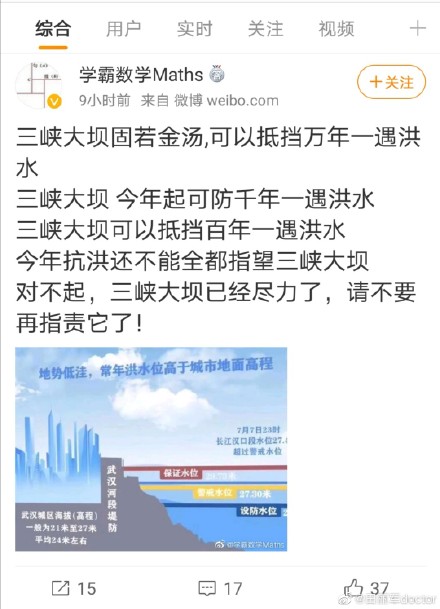 综合 用户 实时 关注 视频
学霸数学Maths
+关注
9小时前 来自 微博 weibo.com
三峡大坝固若金汤,可以抵挡万年一遇洪
水
三峡大坝 今年起可防千年一遇洪水
三峡大坝可以抵挡百年一遇洪水
今年抗洪还不能全都指望三峡大坝
对不起，三峡大坝已经尽力了，请不要
再指责它了!
地势低洼，常年洪水位高于城市地面高程
7月7日23时
长江汉口段水位27.
超过警戒水位
武汉河段堤防
保证水位
29.73米
警戒水位
27.30米
设防水位
武汉城区海拔(高程)
一般为21米至27米
平均24米左右
@学霸数学Maths
15
17
37